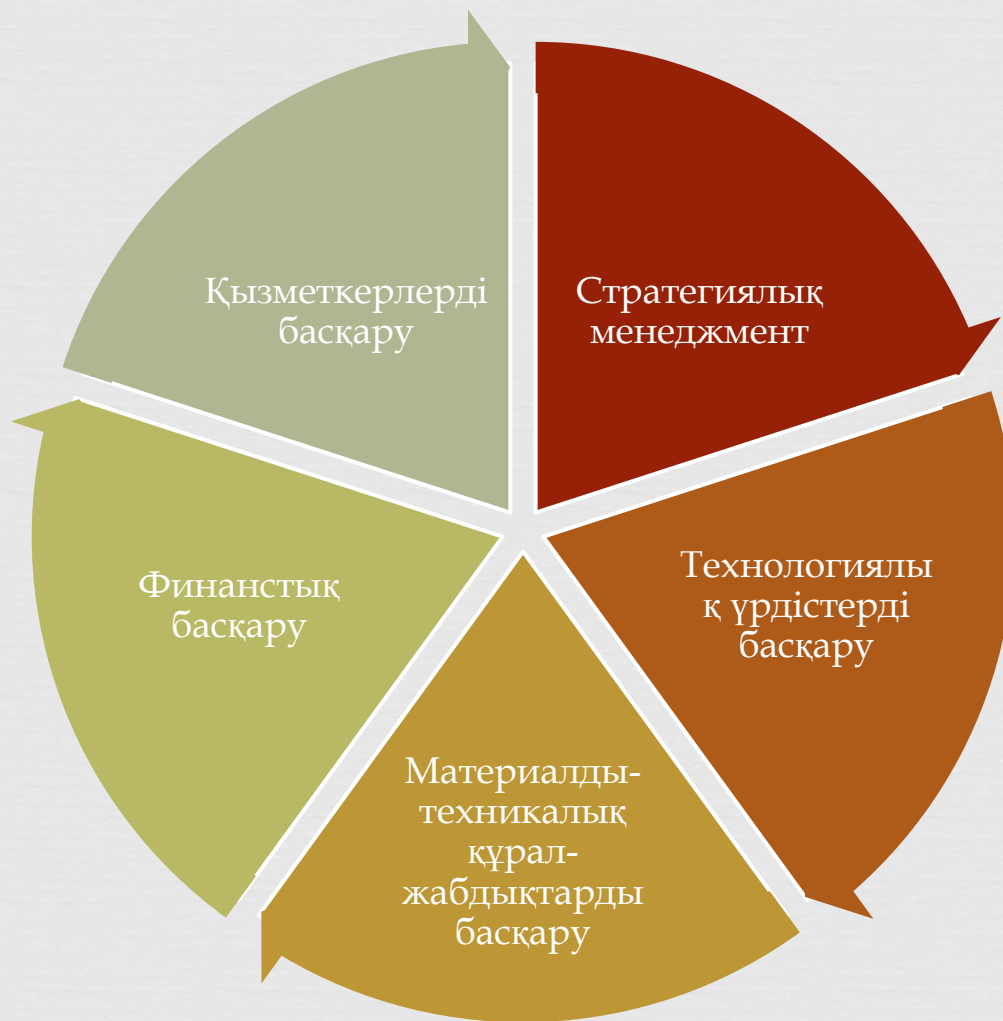 Қызметкерлерді
басқару
Стратегиялық
менеджмент
Технологиялы
қ үрдістерді
басқару
Материалды-
техникалық
құрал-
жабдықтарды
басқару
Финанстық
басқару